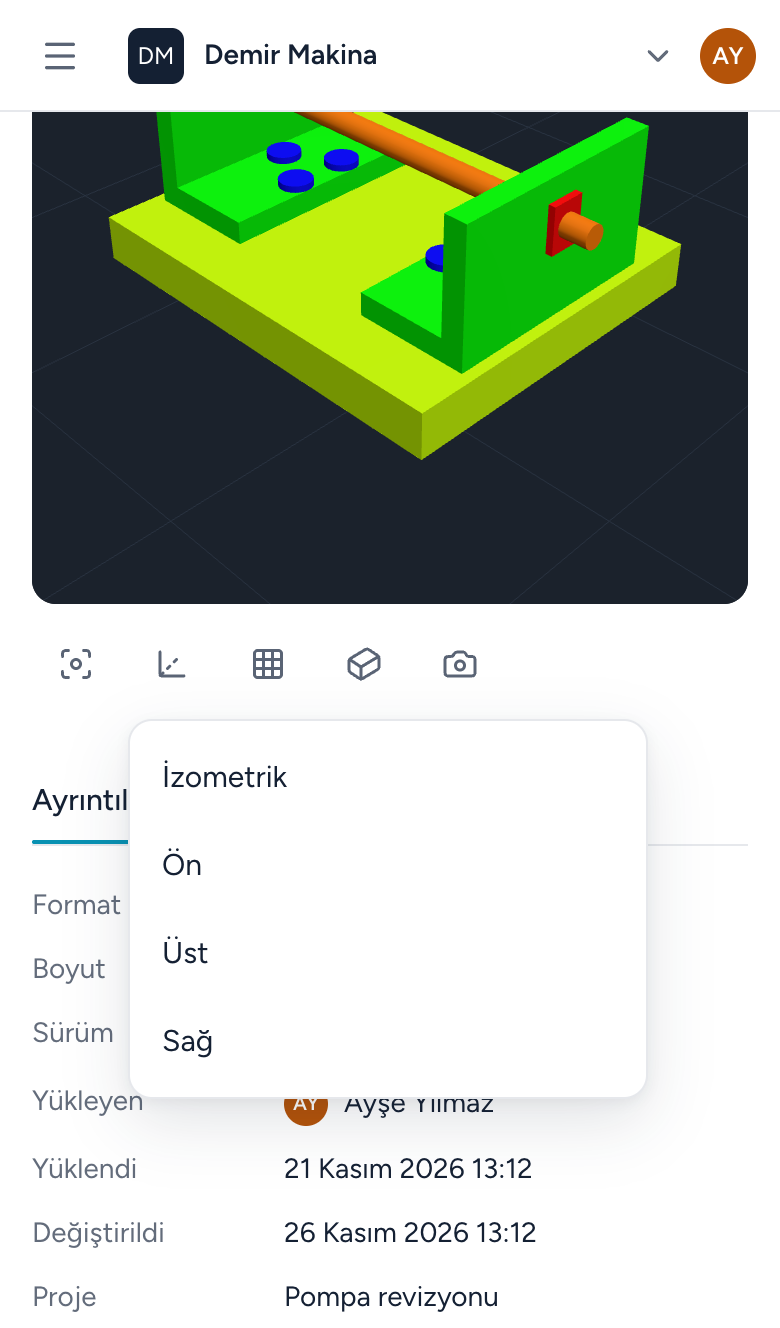 DM Demir Makina AY
İzometrik
Ayrıntıl
Ön
Format
Üst
Boyut
Sağ
Sürüm
Yükleyen AY Ayşe Yılmaz
Yüklendi 21 Kasım 2026 13:12
Değiştirildi 26 Kasım 2026 13:12
Proje Pompa revizyonu